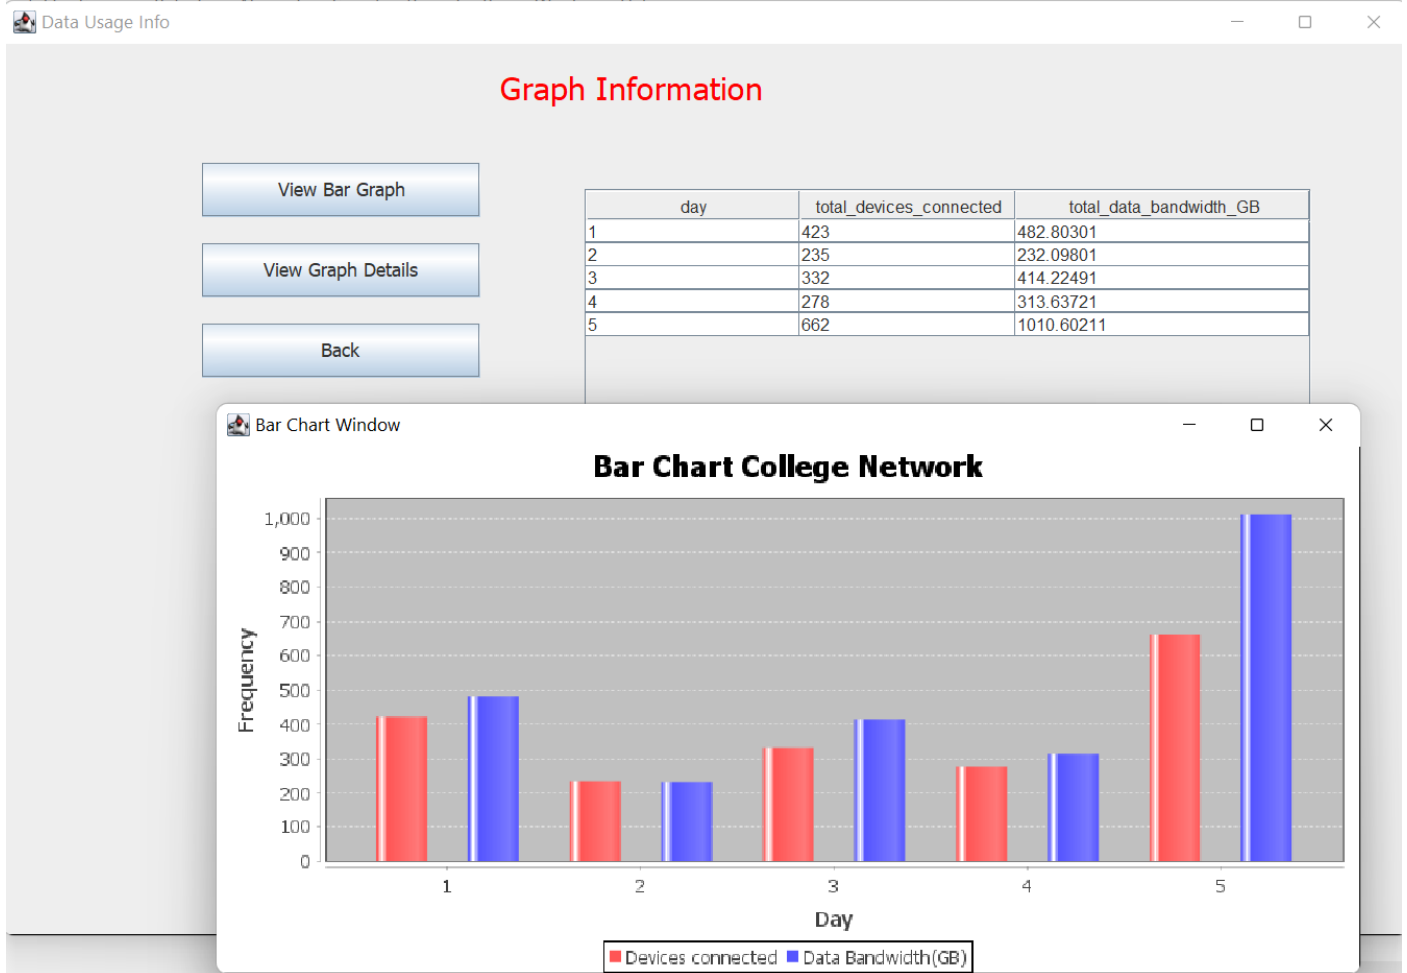 Data Usage Info
Graph Information
View Bar Graph
View Graph Details
Back
day total_devices_connected total_data_bandwidth_GB
1 423 482.80301
2 235 232.09801
3 332 414.22491
4 278 313.63721
5 662 1010.60211
Bar Chart Window
Bar Chart College Network
Frequency
1,000
900
800
700
600
500
400
300
200
100
0
1 2 3 4 5
Day
Devices connected Data Bandwidth(GB)